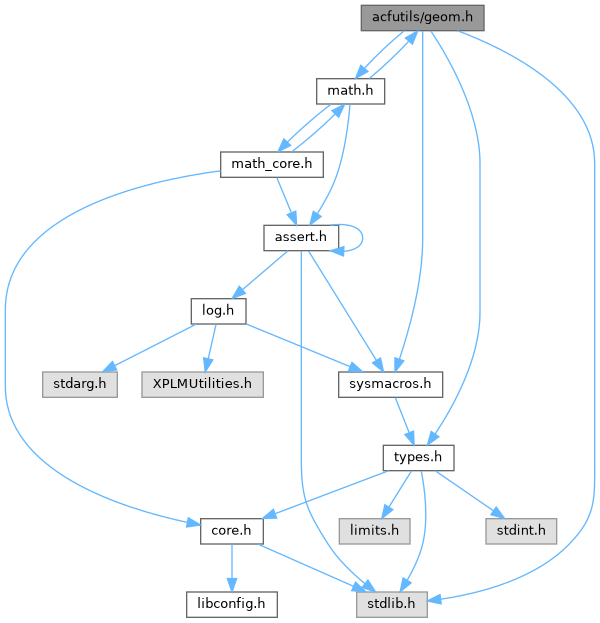 acfutils/geom.h
math.h
math_core.h
assert.h
log.h
stdarg.h
XPLMUtilities.h
sysmacros.h
types.h
core.h
limits.h
stdint.h
libconfig.h
stdlib.h